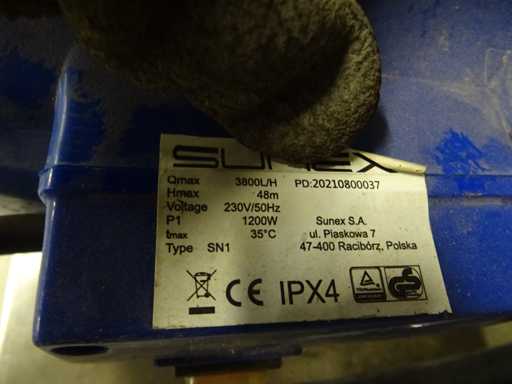 SUNEX
Qmax 3800L/H PD:20210800037
Hmax 48m
Voltage 230V/50Hz
P1 1200W Sunex S.A.
tmax 35°C ul. Piaskowa 7
Type SN1 47-400 Racibórz, Polska
CE IPX4